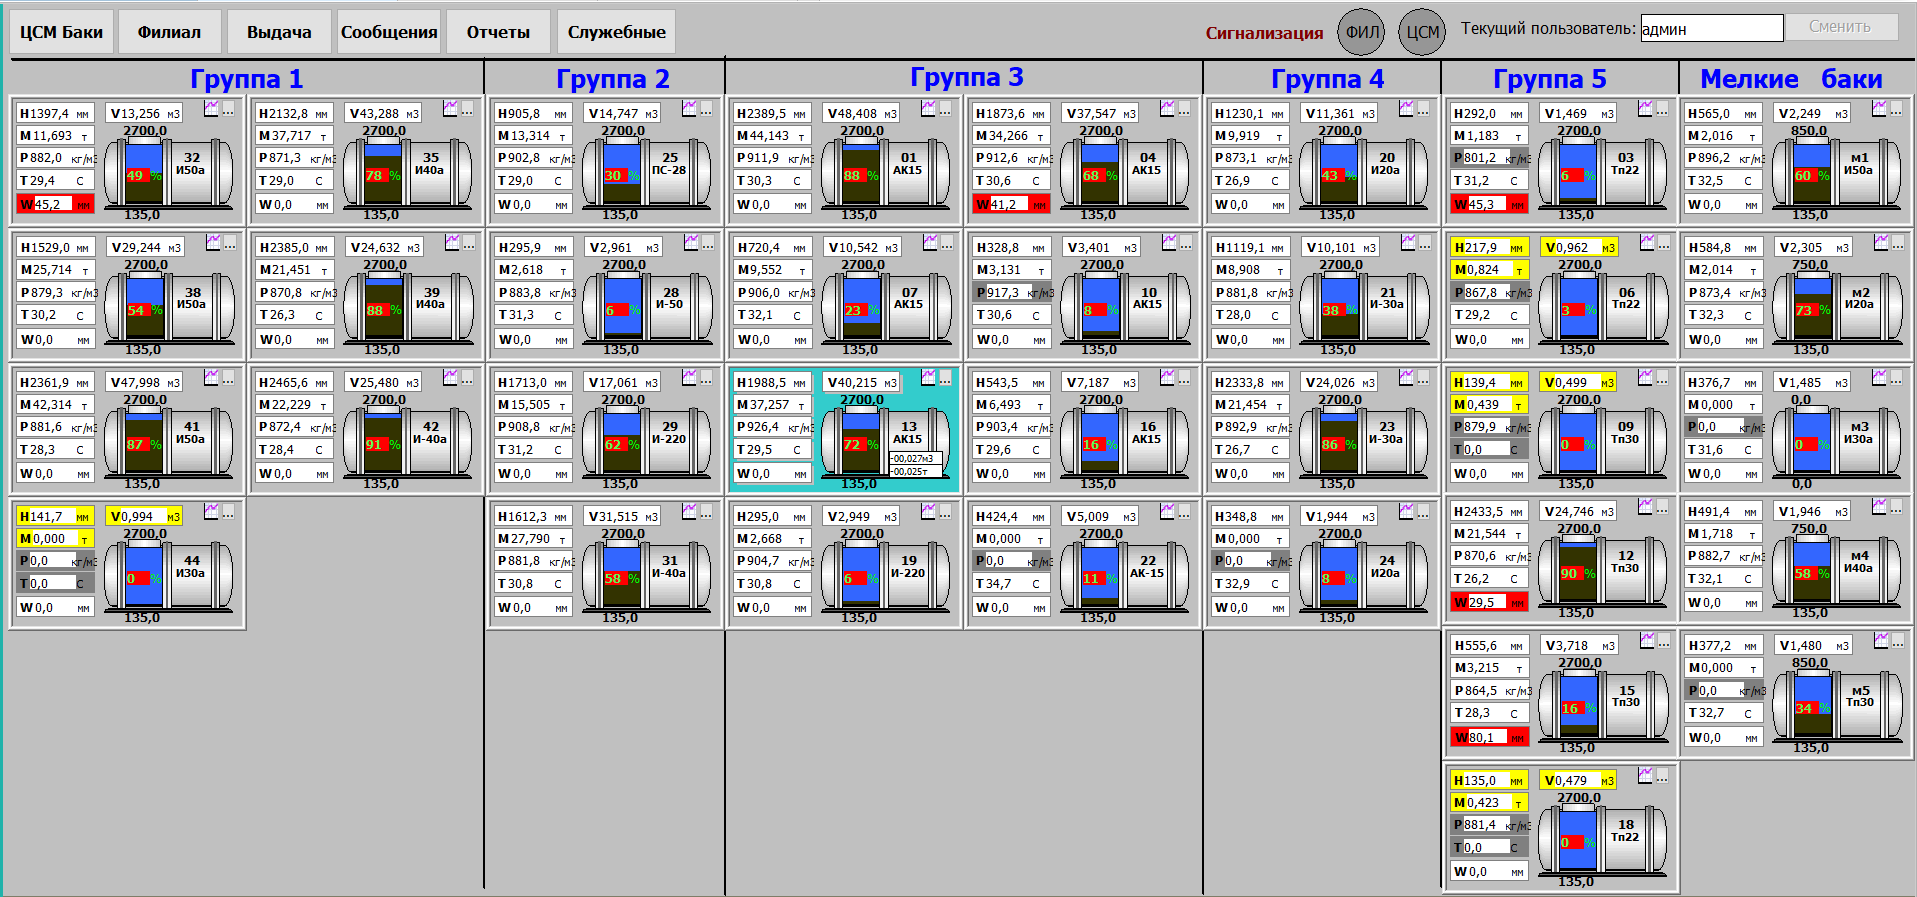 ЦСМ Баки Филиал Выдача Сообщения Отчеты Служебные Сигнализация ФИЛ ЦСМ Текущий пользователь: админ Сменить
Группа 1 Группа 2 Группа 3 Группа 4 Группа 5 Мелкие баки
H1397,4 мм V13,256 м3 ...
M11,693 т 2700,0
P882,0 кг/м3
T29,4 С
W45,2 мм
49 %
32
И50а
135,0
H2132,8 мм V43,288 м3 ...
M37,717 т 2700,0
P871,3 кг/м3
T29,0 С
W0,0 мм
78 %
35
И40а
135,0
H905,8 мм V14,747 м3 ...
M13,314 т 2700,0
P902,8 кг/м3
T29,0 С
W0,0 мм
30 %
25
ПС-28
135,0
H2389,5 мм V48,408 м3 ...
M44,143 т 2700,0
P911,9 кг/м3
T30,3 С
W0,0 мм
88 %
01
АК15
135,0
H1873,6 мм V37,547 м3 ...
M34,266 т 2700,0
P912,6 кг/м3
T30,6 С
W41,2 мм
68 %
04
АК15
135,0
H1230,1 мм V11,361 м3 ...
M9,919 т 2700,0
P873,1 кг/м3
T26,9 С
W0,0 мм
43 %
20
И20а
135,0
H292,0 мм V1,469 м3 ...
M1,183 т 2700,0
P801,2 кг/м3
T31,2 С
W45,3 мм
6 %
03
Тп22
135,0
H565,0 мм V2,249 м3 ...
M2,016 т 850,0
P896,2 кг/м3
T32,5 С
W0,0 мм
60 %
м1
И50а
135,0
H1529,0 мм V29,244 м3 ...
M25,714 т 2700,0
P879,3 кг/м3
T30,2 С
W0,0 мм
54 %
38
И50а
135,0
H2385,0 мм V24,632 м3 ...
M21,451 т 2700,0
P870,8 кг/м3
T26,3 С
W0,0 мм
88 %
39
И40а
135,0
H295,9 мм V2,961 м3 ...
M2,618 т 2700,0
P883,8 кг/м3
T31,3 С
W0,0 мм
6 %
28
И-50
135,0
H720,4 мм V10,542 м3 ...
M9,552 т 2700,0
P906,0 кг/м3
T32,1 С
W0,0 мм
23 %
07
АК15
135,0
H328,8 мм V3,401 м3 ...
M3,131 т 2700,0
P917,3 кг/м3
T30,6 С
W0,0 мм
8 %
10
АК15
135,0
H1119,1 мм V10,101 м3 ...
M8,908 т 2700,0
P881,8 кг/м3
T28,0 С
W0,0 мм
38 %
21
И-30а
135,0
H217,9 мм V0,962 м3 ...
M0,824 т 2700,0
P867,8 кг/м3
T29,2 С
W0,0 мм
3 %
06
Тп22
135,0
H584,8 мм V2,305 м3 ...
M2,014 т 750,0
P873,4 кг/м3
T32,3 С
W0,0 мм
73 %
м2
И20а
135,0
H2361,9 мм V47,998 м3 ...
M42,314 т 2700,0
P881,6 кг/м3
T28,3 С
W0,0 мм
87 %
41
И50а
135,0
H2465,6 мм V25,480 м3 ...
M22,229 т 2700,0
P872,4 кг/м3
T28,4 С
W0,0 мм
91 %
42
И-40а
135,0
H1713,0 мм V17,061 м3 ...
M15,505 т 2700,0
P908,8 кг/м3
T31,2 С
W0,0 мм
62 %
29
И-220
135,0
H1988,5 мм V40,215 м3 ...
M37,257 т 2700,0
P926,4 кг/м3
T29,5 С
W0,0 мм
72 %
13
АК15
-00,027м3
-00,025т
135,0
H543,5 мм V7,187 м3 ...
M6,493 т 2700,0
P903,4 кг/м3
T29,6 С
W0,0 мм
16 %
16
АК15
135,0
H2333,8 мм V24,026 м3 ...
M21,454 т 2700,0
P892,9 кг/м3
T26,7 С
W0,0 мм
86 %
23
И-30а
135,0
H139,4 мм V0,499 м3 ...
M0,439 т 2700,0
P879,9 кг/м3
T0,0 С
W0,0 мм
0 %
09
Тп30
135,0
H376,7 мм V1,485 м3 ...
M0,000 т 0,0
P0,0 кг/м3
T31,6 С
W0,0 мм
0 %
м3
И30а
0,0
H141,7 мм V0,994 м3 ...
M0,000 т 2700,0
P0,0 кг/м3
T0,0 С
W0,0 мм
0 %
44
И30а
135,0
H1612,3 мм V31,515 м3 ...
M27,790 т 2700,0
P881,8 кг/м3
T30,8 С
W0,0 мм
58 %
31
И-40а
135,0
H295,0 мм V2,949 м3 ...
M2,668 т 2700,0
P904,7 кг/м3
T30,8 С
W0,0 мм
6 %
19
И-220
135,0
H424,4 мм V5,009 м3 ...
M0,000 т 2700,0
P0,0 кг/м3
T34,7 С
W0,0 мм
11 %
22
АК-15
135,0
H348,8 мм V1,944 м3 ...
M0,000 т 2700,0
P0,0 кг/м3
T32,9 С
W0,0 мм
8 %
24
И20а
135,0
H2433,5 мм V24,746 м3 ...
M21,544 т 2700,0
P870,6 кг/м3
T26,2 С
W29,5 мм
90 %
12
Тп30
135,0
H491,4 мм V1,946 м3 ...
M1,718 т 750,0
P882,7 кг/м3
T32,1 С
W0,0 мм
58 %
м4
И40а
135,0
H555,6 мм V3,718 м3 ...
M3,215 т 2700,0
P864,5 кг/м3
T28,3 С
W80,1 мм
16 %
15
Тп30
135,0
H377,2 мм V1,480 м3 ...
M0,000 т 850,0
P0,0 кг/м3
T32,7 С
W0,0 мм
34 %
м5
Тп30
135,0
H135,0 мм V0,479 м3 ...
M0,423 т 2700,0
P881,4 кг/м3
T0,0 С
W0,0 мм
0 %
18
Тп22
135,0